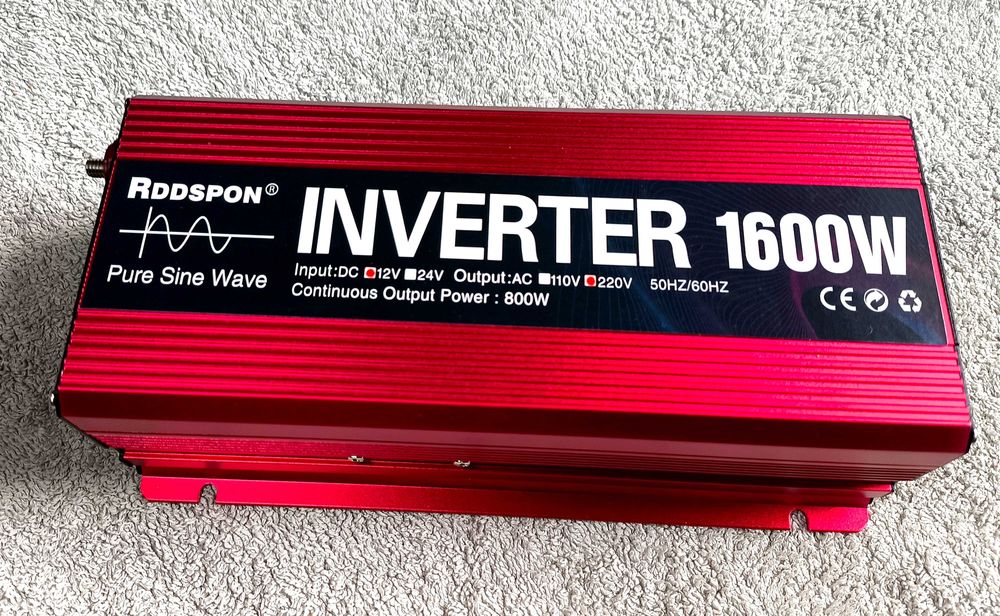 RDDSPON®
Pure Sine Wave
INVERTER 1600W
Input:DC 12V 24V Output:AC 110V 220V 50HZ/60HZ
Continuous Output Power : 800W
CE